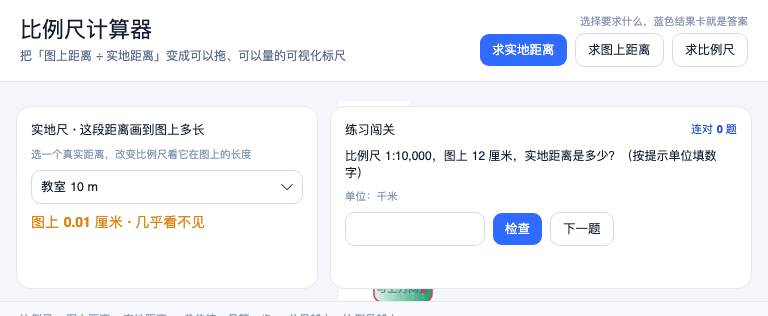 比例尺计算器
把「图上距离 ÷ 实地距离」变成可以拖、可以量的可视化标尺
选择要求什么，蓝色结果卡就是答案
求实地距离
求图上距离
求比例尺
实地尺 · 这段距离画到图上多长
选一个真实距离，改变比例尺看它在图上的长度
教室 10 m
图上 0.01 厘米 · 几乎看不见
练习闯关
连对 0 题
比例尺 1:10,000，图上 12 厘米，实地距离是多少？（按提示单位填数
字）
单位：千米
检查
下一题